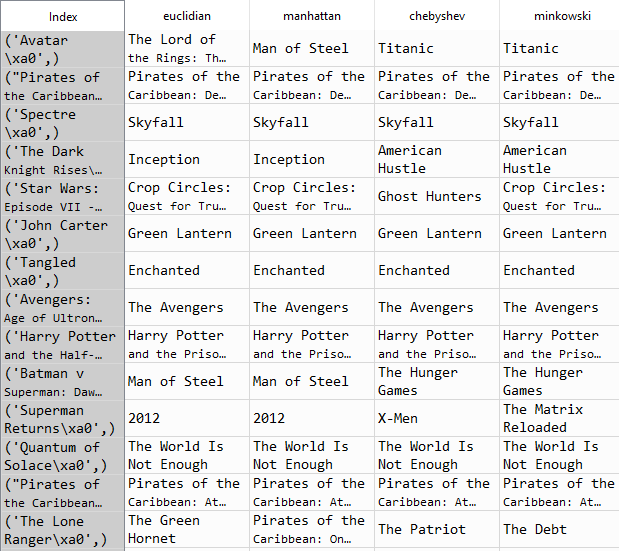 Index euclidian manhattan chebyshev minkowski
('Avatar The Lord of
\xa0',) the Rings: Th… Man of Steel Titanic Titanic
("Pirates of Pirates of the Pirates of the Pirates of the Pirates of the
the Caribbean… Caribbean: De… Caribbean: De… Caribbean: De… Caribbean: De…
('Spectre
\xa0',) Skyfall Skyfall Skyfall Skyfall
('The Dark American American
Knight Rises\… Inception Inception Hustle Hustle
('Star Wars: Crop Circles: Crop Circles: Ghost Hunters Crop Circles:
Episode VII -… Quest for Tru… Quest for Tru… Quest for Tru…
('John Carter
\xa0',) Green Lantern Green Lantern Green Lantern Green Lantern
('Tangled
\xa0',) Enchanted Enchanted Enchanted Enchanted
('Avengers:
Age of Ultron… The Avengers The Avengers The Avengers The Avengers
('Harry Potter Harry Potter Harry Potter Harry Potter Harry Potter
and the Half-… and the Priso… and the Priso… and the Priso… and the Priso…
('Batman v The Hunger The Hunger
Superman: Daw… Man of Steel Man of Steel Games Games
('Superman The Matrix
Returns\xa0',) 2012 2012 X-Men Reloaded
('Quantum of The World Is The World Is The World Is The World Is
Solace\xa0',) Not Enough Not Enough Not Enough Not Enough
("Pirates of Pirates of the Pirates of the Pirates of the Pirates of the
the Caribbean… Caribbean: At… Caribbean: At… Caribbean: At… Caribbean: At…
('The Lone The Green Pirates of the
Ranger\xa0',) Hornet Caribbean: On… The Patriot The Debt